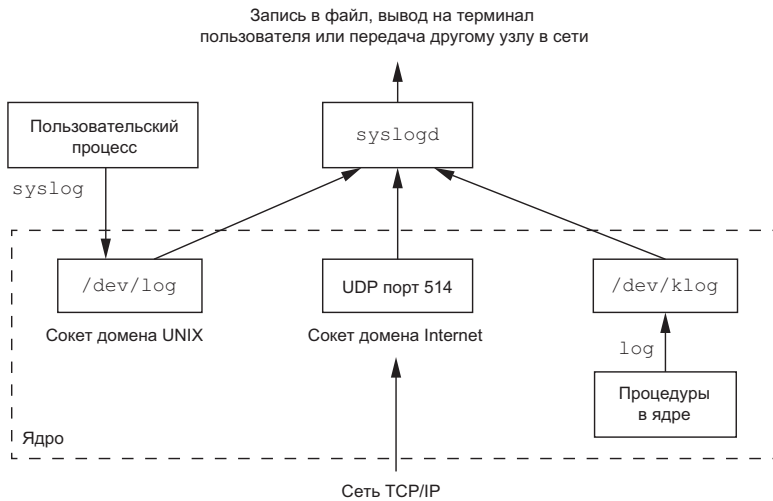 Запись в файл, вывод на терминал
пользователя или передача другому узлу в сети
Пользовательский
процесс
syslogd
syslog
/dev/log
UDP порт 514
/dev/klog
Сокет домена UNIX
Сокет домена Internet
log
Процедуры
в ядре
Ядро
Сеть TCP/IP